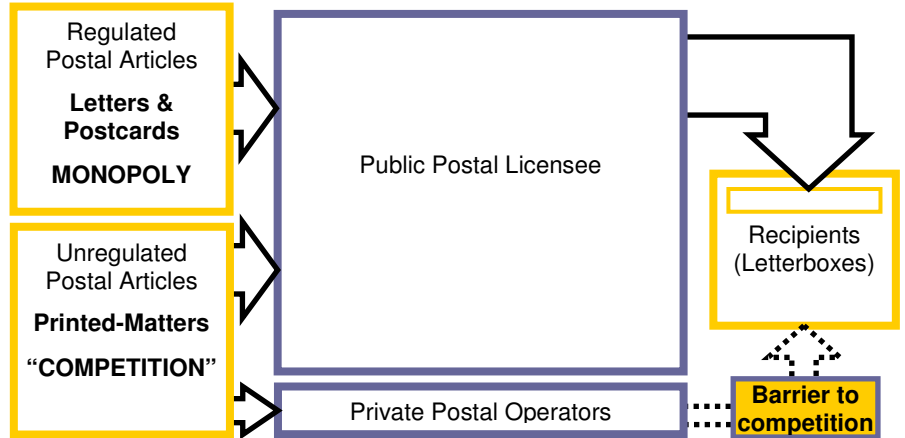 Regulated
Postal Articles
Letters &
Postcards
MONOPOLY
Unregulated
Postal Articles
Printed-Matters
“COMPETITION”
Public Postal Licensee
Private Postal Operators
Recipients
(Letterboxes)
Barrier to
competition